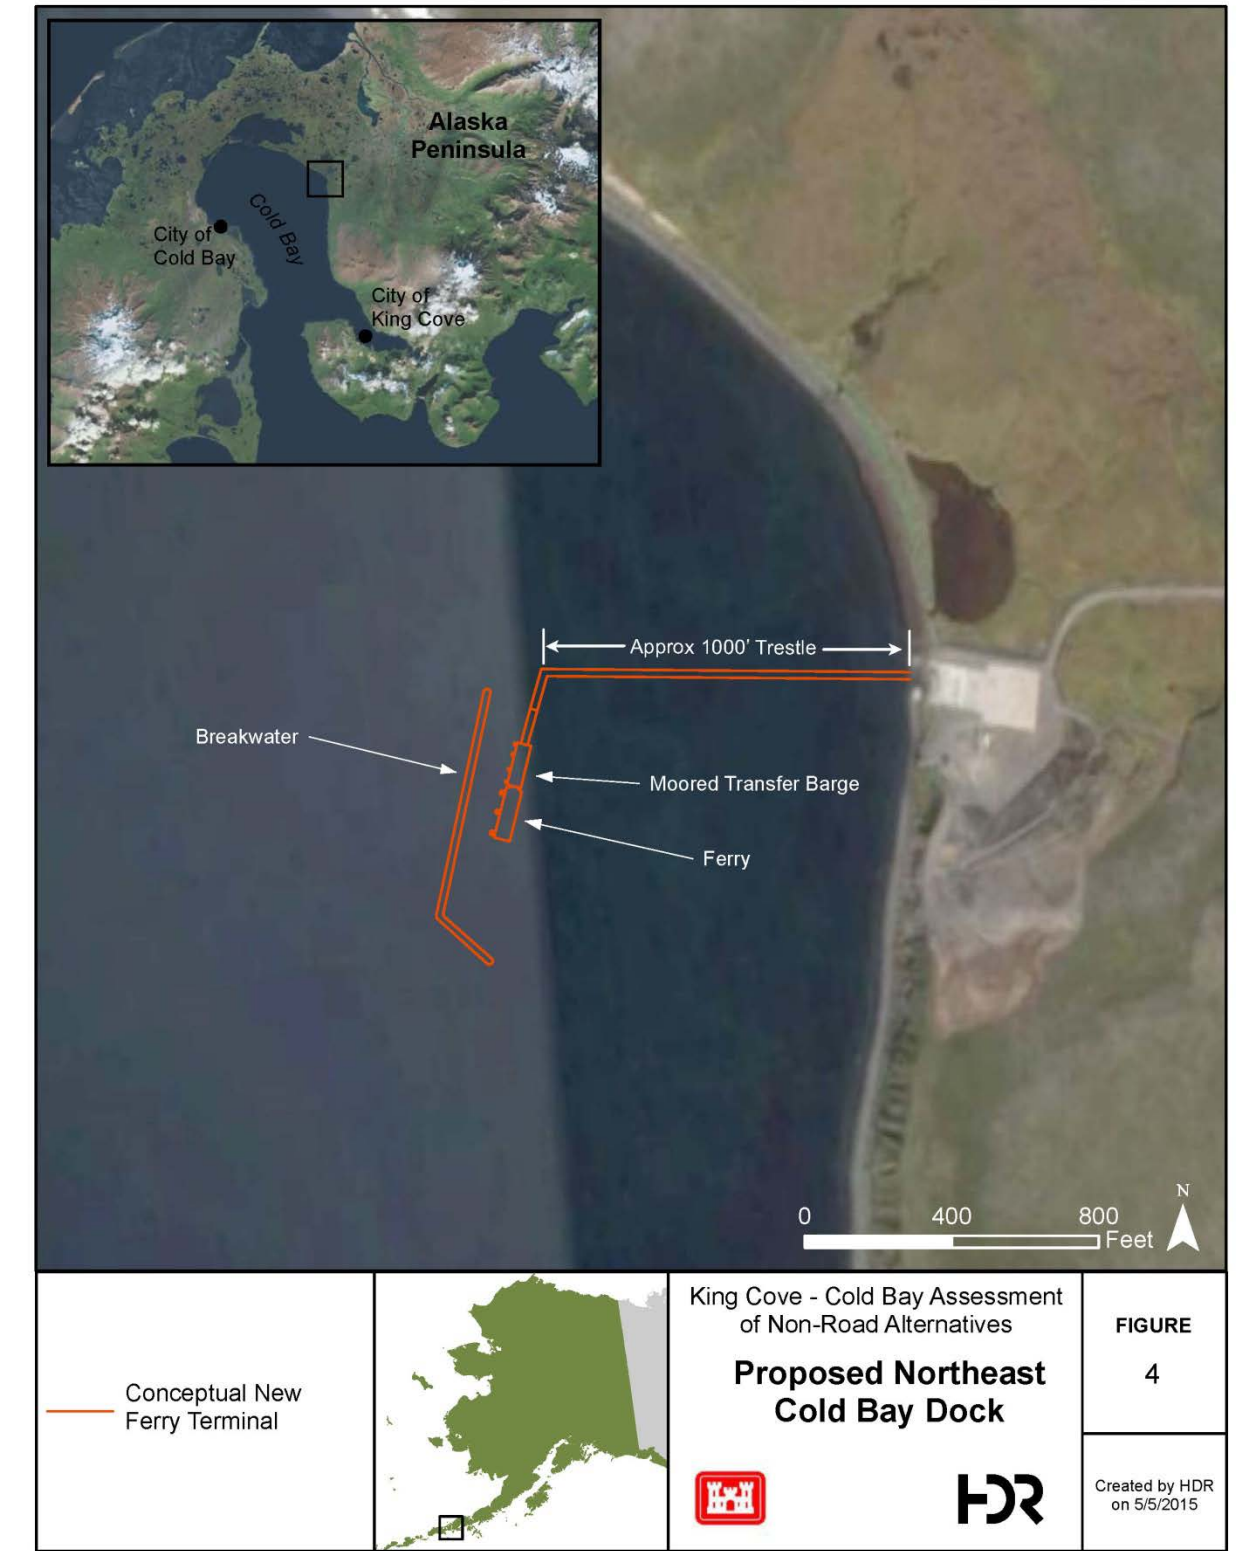 Alaska
Peninsula
Cold Bay
City of
Cold Bay
City of
King Cove
Approx 1000' Trestle
Breakwater
Moored Transfer Barge
Ferry
N
0 400 800
Feet
Conceptual New
Ferry Terminal
King Cove - Cold Bay Assessment
of Non-Road Alternatives
Proposed Northeast
Cold Bay Dock
HDR
FIGURE
4
Created by HDR
on 5/5/2015